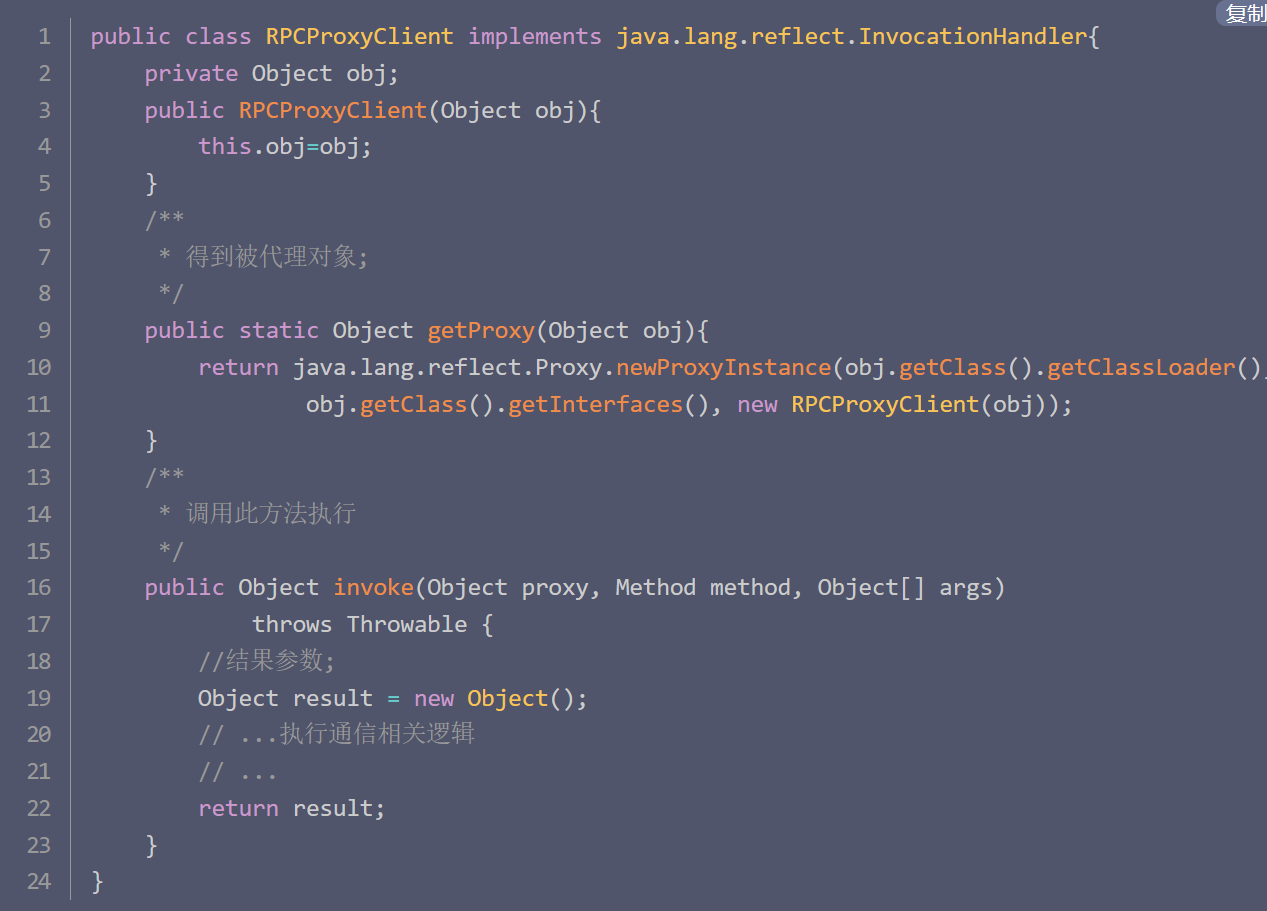 复制
1 public class RPCProxyClient implements java.lang.reflect.InvocationHandler{
2     private Object obj;
3     public RPCProxyClient(Object obj){
4         this.obj=obj;
5     }
6     /**
7      * 得到被代理对象;
8      */
9     public static Object getProxy(Object obj){
10         return java.lang.reflect.Proxy.newProxyInstance(obj.getClass().getClassLoader(),
11                 obj.getClass().getInterfaces(), new RPCProxyClient(obj));
12     }
13     /**
14      * 调用此方法执行
15      */
16     public Object invoke(Object proxy, Method method, Object[] args)
17             throws Throwable {
18         //结果参数;
19         Object result = new Object();
20         // ...执行通信相关逻辑
21         // ...
22         return result;
23     }
24 }